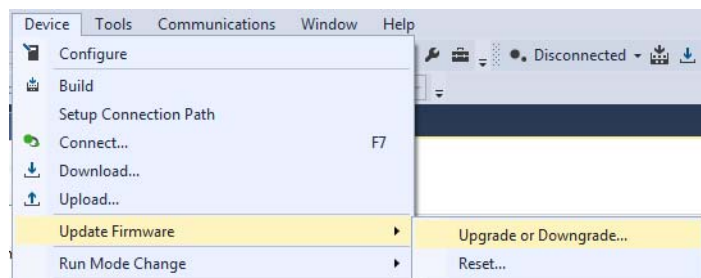 Device Tools Communications Window Help
Configure
Disconnected
Build
Setup Connection Path
Connect... F7
Download...
Upload...
Update Firmware
Upgrade or Downgrade...
Run Mode Change
Reset...